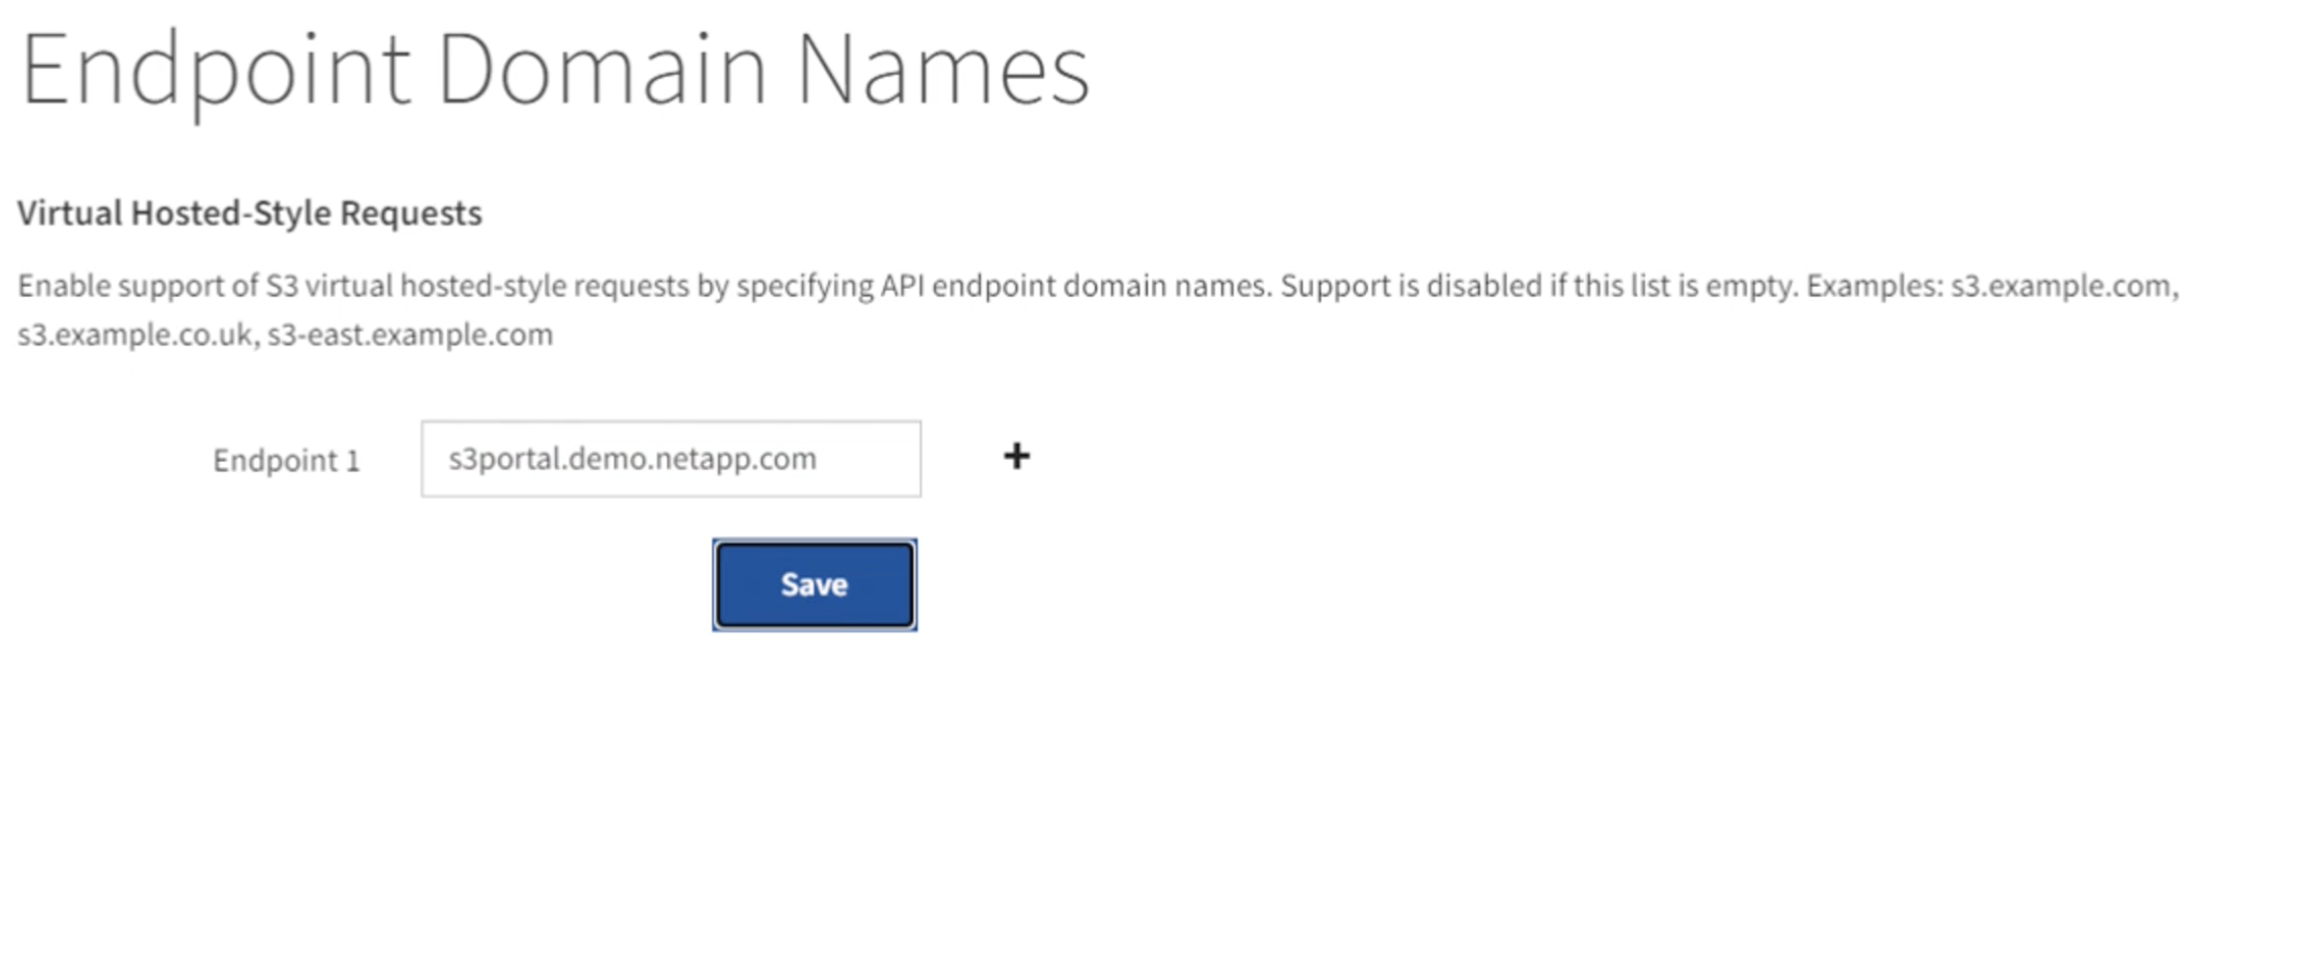 Endpoint Domain Names
Virtual Hosted-Style Requests
Enable support of S3 virtual hosted-style requests by specifying API endpoint domain names. Support is disabled if this list is empty. Examples: s3.example.com,
s3.example.co.uk, s3-east.example.com
Endpoint 1 s3portal.demo.netapp.com +
Save